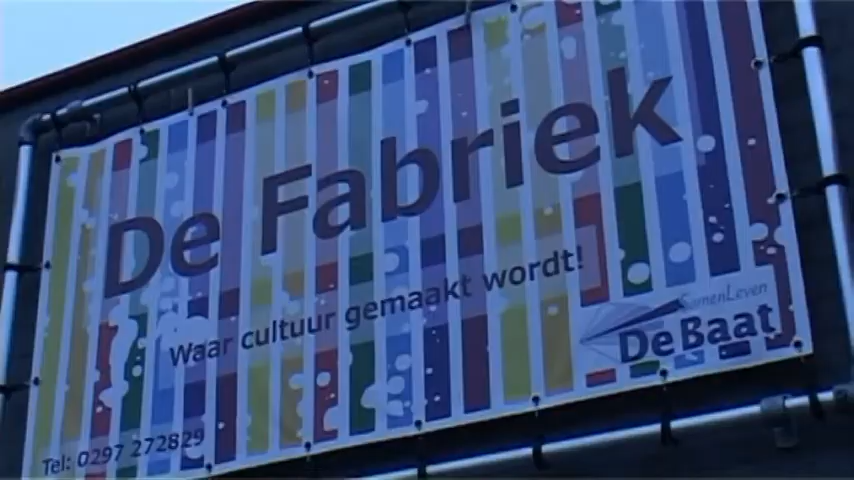 De Fabriek
Waar cultuur gemaakt wordt!
SamenLeven
De Baat
Tel: 0297 272829